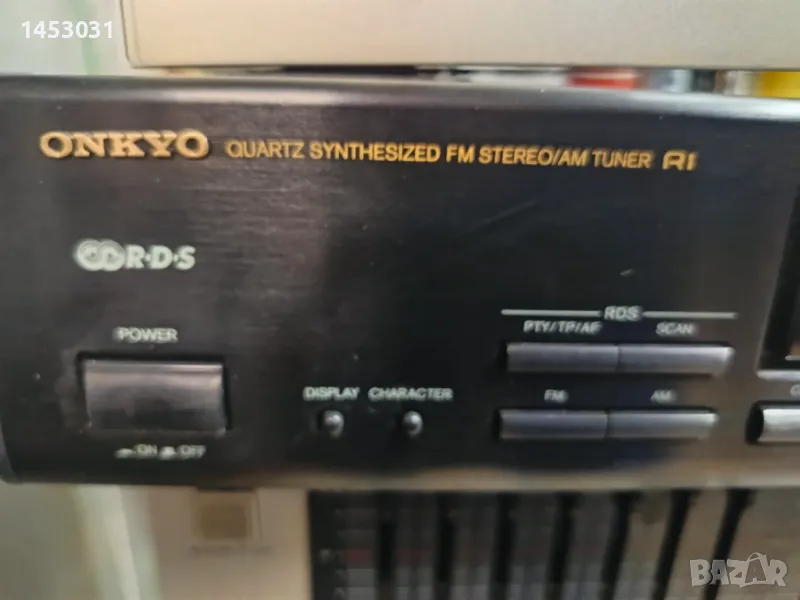 1453031
ONKYO QUARTZ SYNTHESIZED FM STEREO/AM TUNER RI
R·D·S
POWER
ON OFF
DISPLAY CHARACTER
RDS
PTY/TP/AF SCAN
FM AM
BAZAR